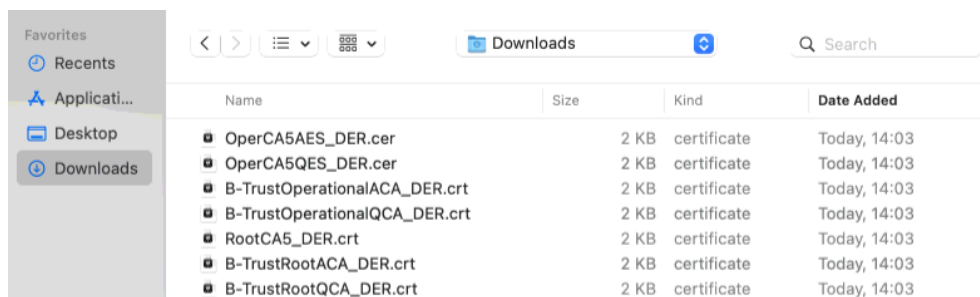 Favorites
Recents
Applicati...
Desktop
Downloads
Downloads
Search
Name Size Kind Date Added
OperCA5AES_DER.cer 2 KB certificate Today, 14:03
OperCA5QES_DER.cer 2 KB certificate Today, 14:03
B-TrustOperationalACA_DER.crt 2 KB certificate Today, 14:03
B-TrustOperationalQCA_DER.crt 2 KB certificate Today, 14:03
RootCA5_DER.crt 2 KB certificate Today, 14:03
B-TrustRootACA_DER.crt 2 KB certificate Today, 14:03
B-TrustRootQCA_DER.crt 2 KB certificate Today, 14:03